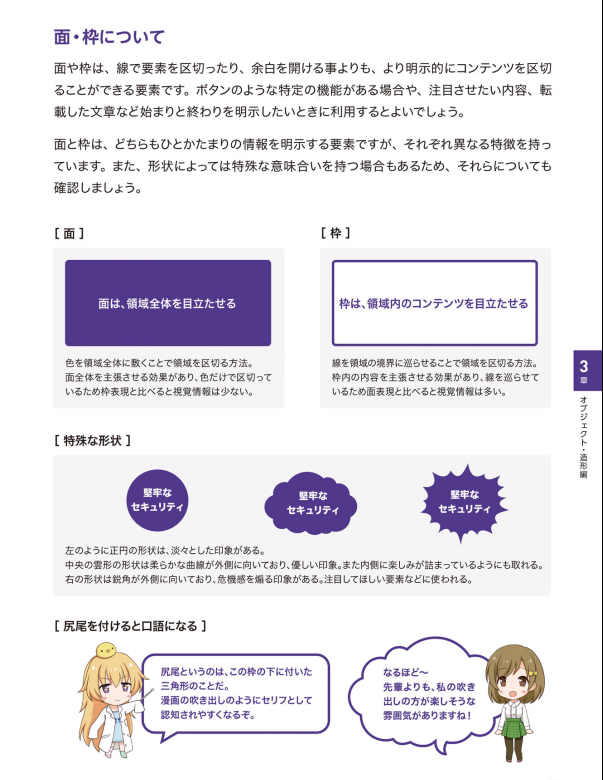 面・枠について
面や枠は、線で要素を区切ったり、余白を開ける事よりも、より明示的にコンテンツを区切
ることができる要素です。ボタンのような特定の機能がある場合や、注目させたい内容、転
載した文章など始まりと終わりを明示したいときに利用するとよいでしょう。
面と枠は、どちらもひとかたまりの情報を明示する要素ですが、それぞれ異なる特徴を持っ
ています。また、形状によっては特殊な意味合いを持つ場合もあるため、それらについても
確認しましょう。
[ 面 ]
面は、領域全体を目立たせる
色を領域全体に敷くことで領域を区切る方法。
面全体を主張させる効果があり、色だけで区切って
いるため枠表現と比べると視覚情報は少ない。
[ 枠 ]
枠は、領域内のコンテンツを目立たせる
線を領域の境界に巡らせることで領域を区切る方法。
枠内の内容を主張させる効果があり、線を巡らせて
いるため面表現と比べると視覚情報は多い。
[ 特殊な形状 ]
堅牢な
セキュリティ
堅牢な
セキュリティ
堅牢な
セキュリティ
左のように正円の形状は、淡々とした印象がある。
中央の雲形の形状は柔らかな曲線が外側に向いており、優しい印象。また内側に楽しみが詰まっているようにも取れる。
右の形状は鋭角が外側に向いており、危機感を煽る印象がある。注目してほしい要素などに使われる。
[ 尻尾を付けると口語になる ]
尻尾というのは、この枠の下に付いた
三角形のことだ。
漫画の吹き出しのようにセリフとして
認知されやすくなるぞ。
なるほど〜
先輩よりも、私の吹き
出しの方が楽しそうな
雰囲気がありますね！
3
章
オブジェクト・造形編